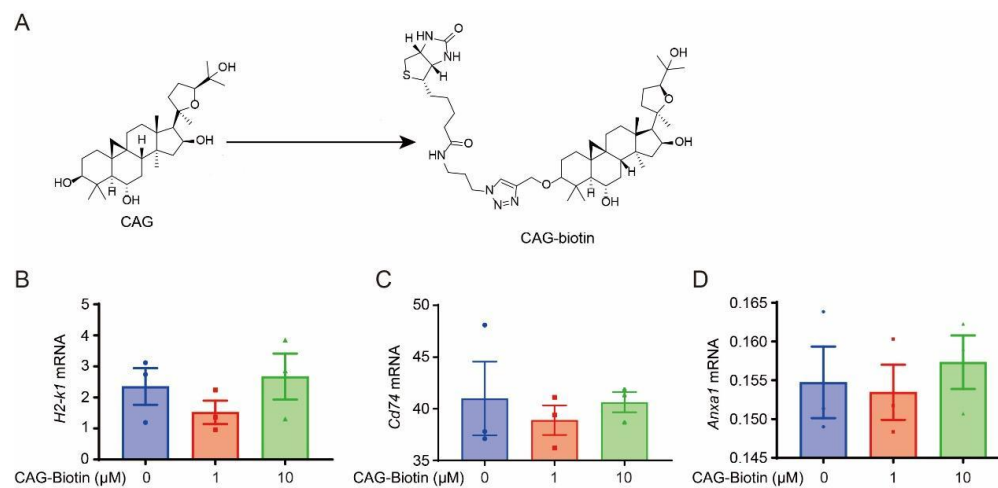 A
CAG
OH
O
H
OH
HO
H
OH
CAG-biotin
O
HN
NH
H
H
S
O
HN
N
N=N
O
OH
O
OH
H
H
OH
B
H2-k1 mRNA
5
4
3
2
1
0
CAG-Biotin (μM) 0 1 10
C
Cd74 mRNA
50
45
40
35
CAG-Biotin (μM) 0 1 10
D
Anxa1 mRNA
0.165
0.160
0.155
0.150
0.145
CAG-Biotin (μM) 0 1 10